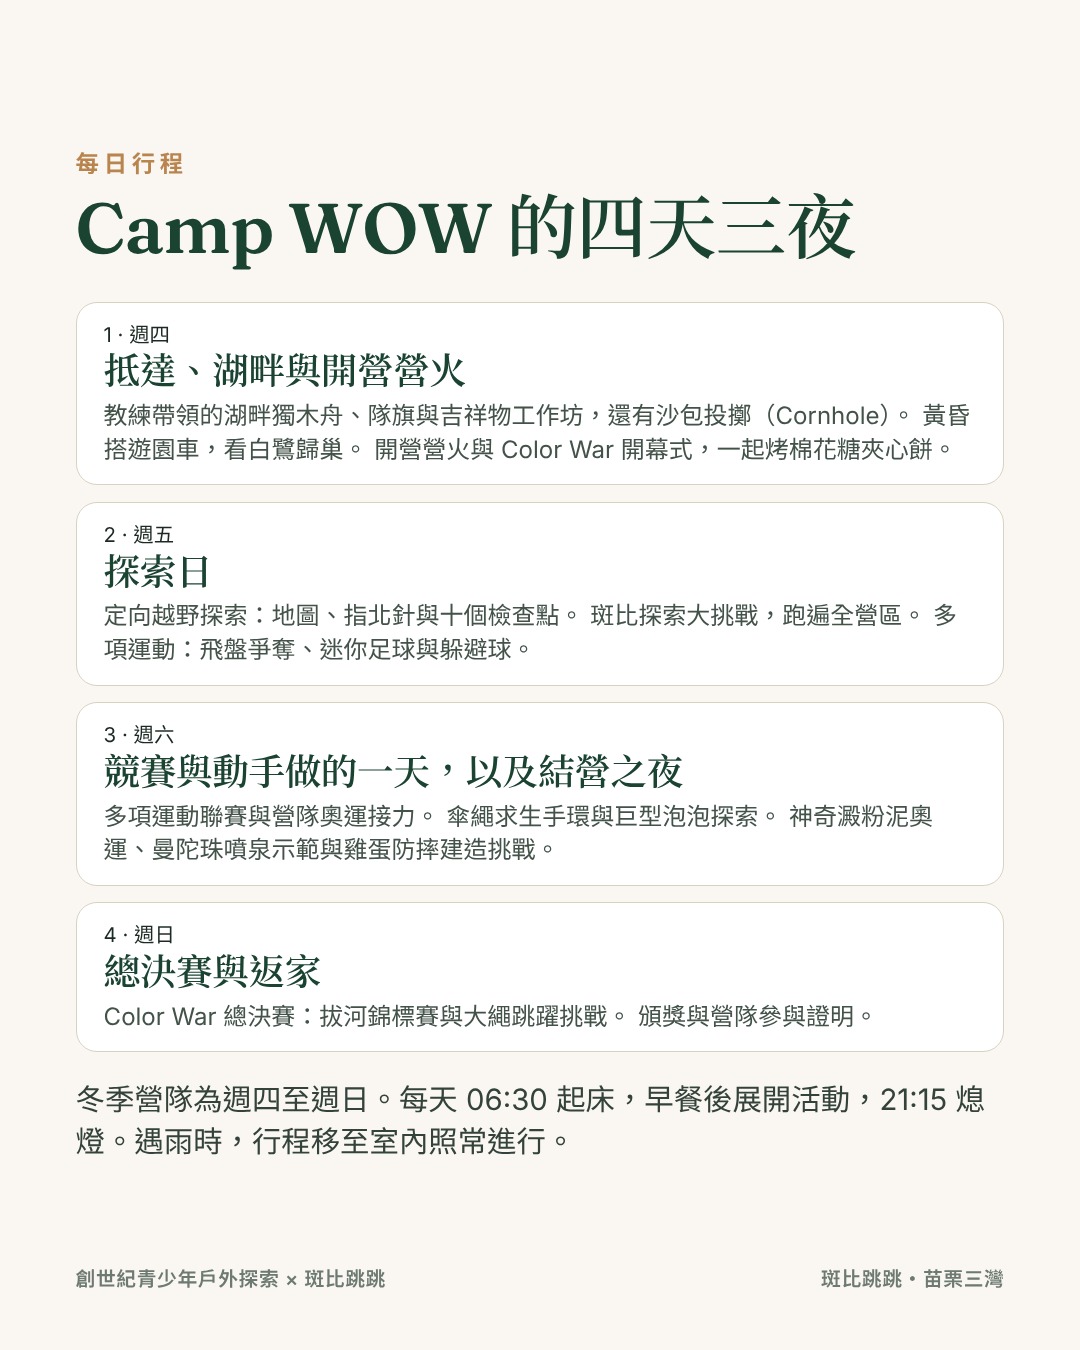 每日行程
Camp WOW 的四天三夜
1 · 週四
抵達、湖畔與開營營火
教練帶領的湖畔獨木舟、隊旗與吉祥物工作坊，還有沙包投擲（Cornhole）。 黃昏
搭遊園車，看白鷺歸巢。 開營營火與 Color War 開幕式，一起烤棉花糖夾心餅。
2 · 週五
探索日
定向越野探索：地圖、指北針與十個檢查點。 斑比探索大挑戰，跑遍全營區。 多
項運動：飛盤爭奪、迷你足球與躲避球。
3 · 週六
競賽與動手做的一天，以及結營之夜
多項運動聯賽與營隊奧運接力。 傘繩求生手環與巨型泡泡探索。 神奇澱粉泥奧
運、曼陀珠噴泉示範與雞蛋防摔建造挑戰。
4 · 週日
總決賽與返家
Color War 總決賽：拔河錦標賽與大繩跳躍挑戰。 頒獎與營隊參與證明。
冬季營隊為週四至週日。每天 06:30 起床，早餐後展開活動，21:15 熄
燈。遇雨時，行程移至室內照常進行。
創世紀青少年戶外探索 × 斑比跳跳
斑比跳跳・苗栗三灣